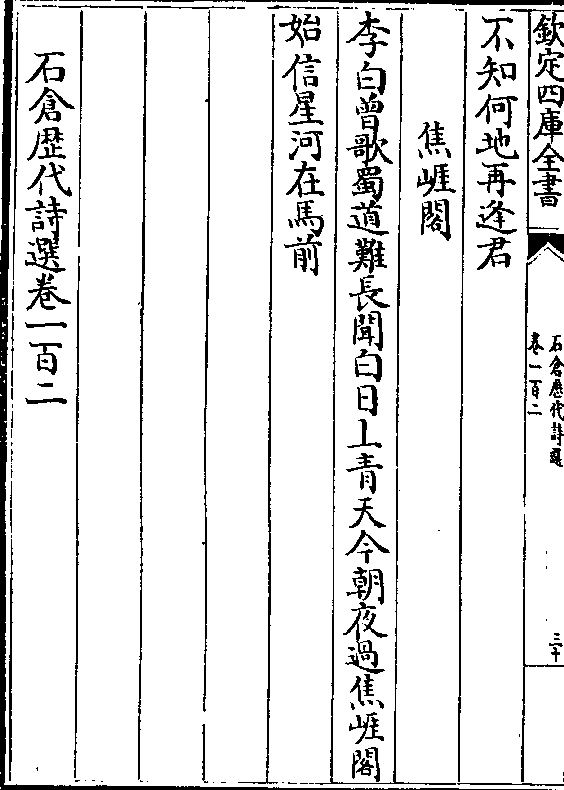 欽定四庫全書
石倉歷代詩選
卷一百二
三十
不知何地再逢君
焦崕閣
李白曽歌蜀道難長聞白日上青天今朝夜過焦崕閣
始信星河在馬前
石倉歴代詩選卷一百二